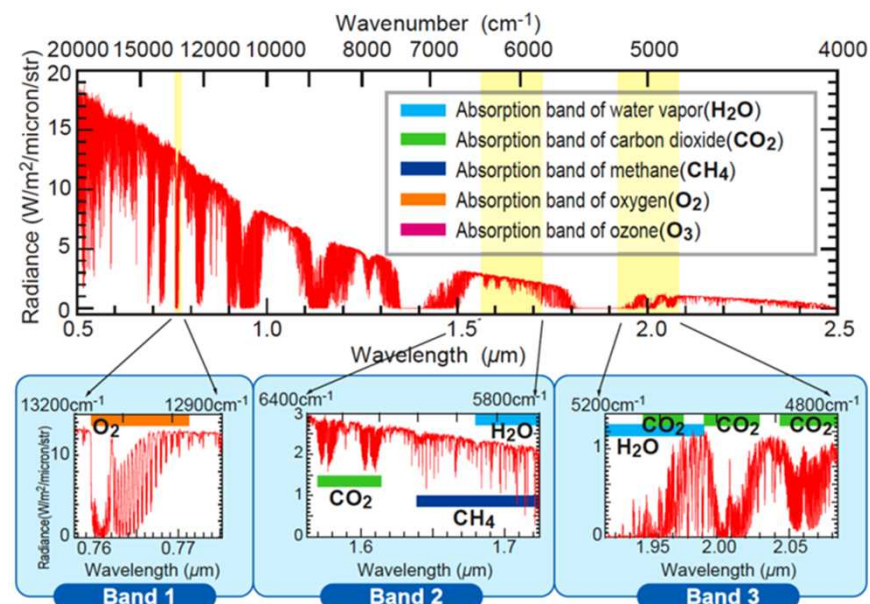 Wavenumber (cm-1)
20000 15000 12000 10000 8000 7000 6000 5000 4000
Radiance (W/m2/micron/str)
20
15
10
5
0
Absorption band of water vapor(H2O)
Absorption band of carbon dioxide(CO2)
Absorption band of methane(CH4)
Absorption band of oxygen(O2)
Absorption band of ozone(O3)
0.5 1.0 1.5 2.0 2.5
Wavelength (μm)
13200cm-1 12900cm-1
O2
Radiance(W/m2/micron/str)
10
0
0.76 0.77
Wavelength (μm)
Band 1
6400cm-1 5800cm-1
3
2
1
0
H2O
CO2
CH4
1.6 1.7
Wavelength (μm)
Band 2
5200cm-1 4800cm-1
CO2 CO2 CO2
H2O
1
0
1.95 2.00 2.05
Wavelength (μm)
Band 3